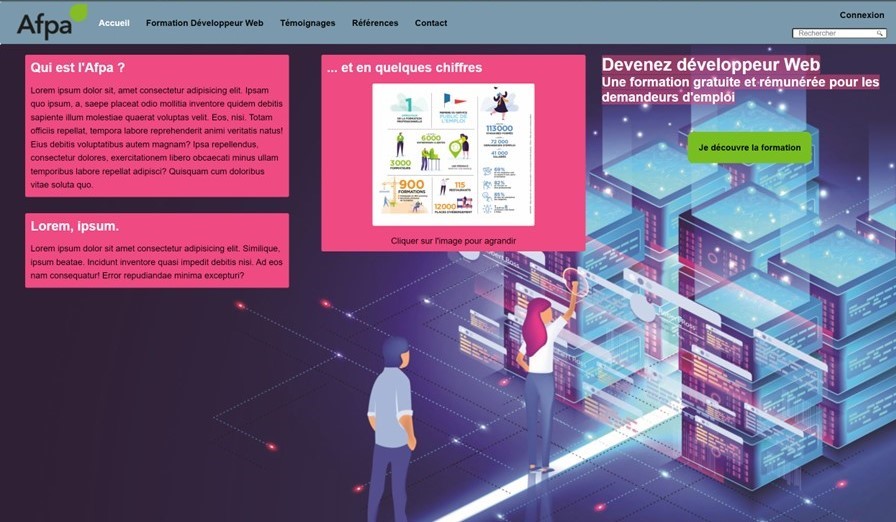 Afpa
Accueil Formation Développeur Web Témoignages Références Contact
Connexion
Rechercher
Qui est l'Afpa ?
Lorem ipsum dolor sit, amet consectetur adipisicing elit. Ipsam
quo ipsum, a, saepe placeat odio mollitia inventore quidem debitis
sapiente illum molestiae quaerat voluptas velit. Eos, nisi. Totam
officiis repellat, tempora labore reprehenderit animi veritatis natus!
Eius debitis voluptatibus autem magnam? Ipsa repellendus,
consectetur dolores, exercitationem libero obcaecati minus ullam
temporibus labore repellat adipisci? Quisquam cum doloribus
vitae soluta quo.
Lorem, ipsum.
Lorem ipsum dolor sit amet consectetur adipisicing elit. Similique,
ipsum beatae. Incidunt inventore quasi impedit debitis nisi. Ad eos
nam consequatur! Error repudiandae minima excepturi?
... et en quelques chiffres
1
PUBLIC DE
L'EMPLOI
113000
6000
72 000
41 000
3000
900
FORMATIONS
115
RESTAURANTS
12000
Cliquer sur l'image pour agrandir
Devenez développeur Web
Une formation gratuite et rémunérée pour les
demandeurs d'emploi
Je découvre la formation